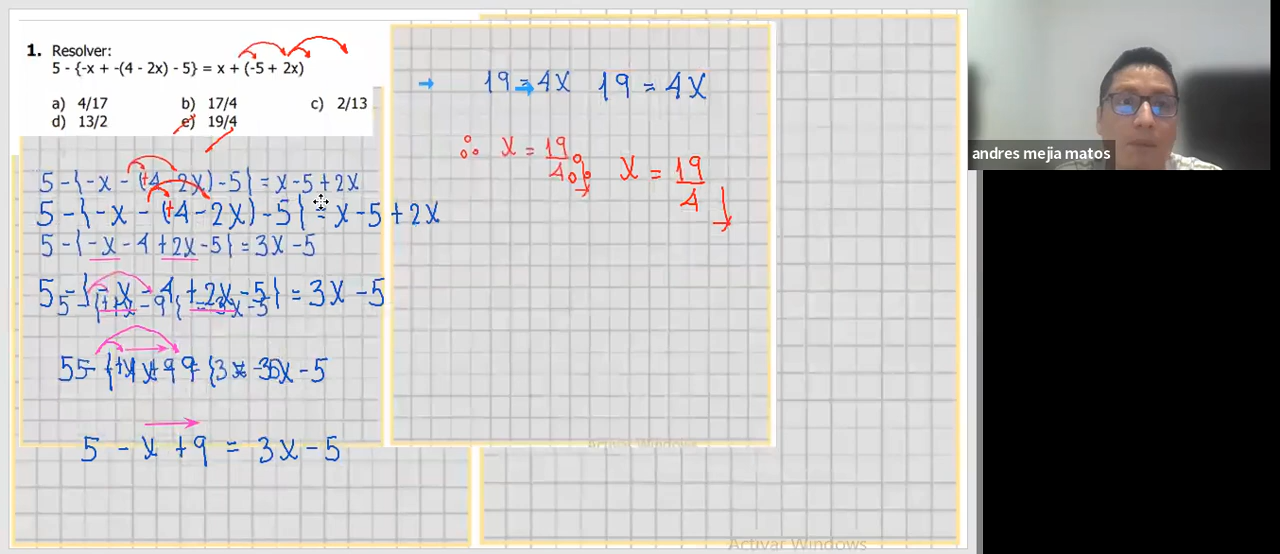 1. Resolver:
5 - {-x + -(4 - 2x) - 5} = x + (-5 + 2x)
a) 4/17 b) 17/4 c) 2/13
d) 13/2 e) 19/4
5 - {-x - (+4 - 2x) - 5} = x - 5 + 2x
5 - {-x - (+4 - 2x) - 5} = x - 5 + 2x
5 - {-x - 4 + 2x - 5} = 3x - 5
5 - {-x - 4 + 2x - 5} = 3x - 5
5 - x + 9 = 3x - 5
→ 19 = 4x 19 = 4x
∴ x = 19/4 x = 19/4
andres mejia matos
Activar Windows
Activar Windows